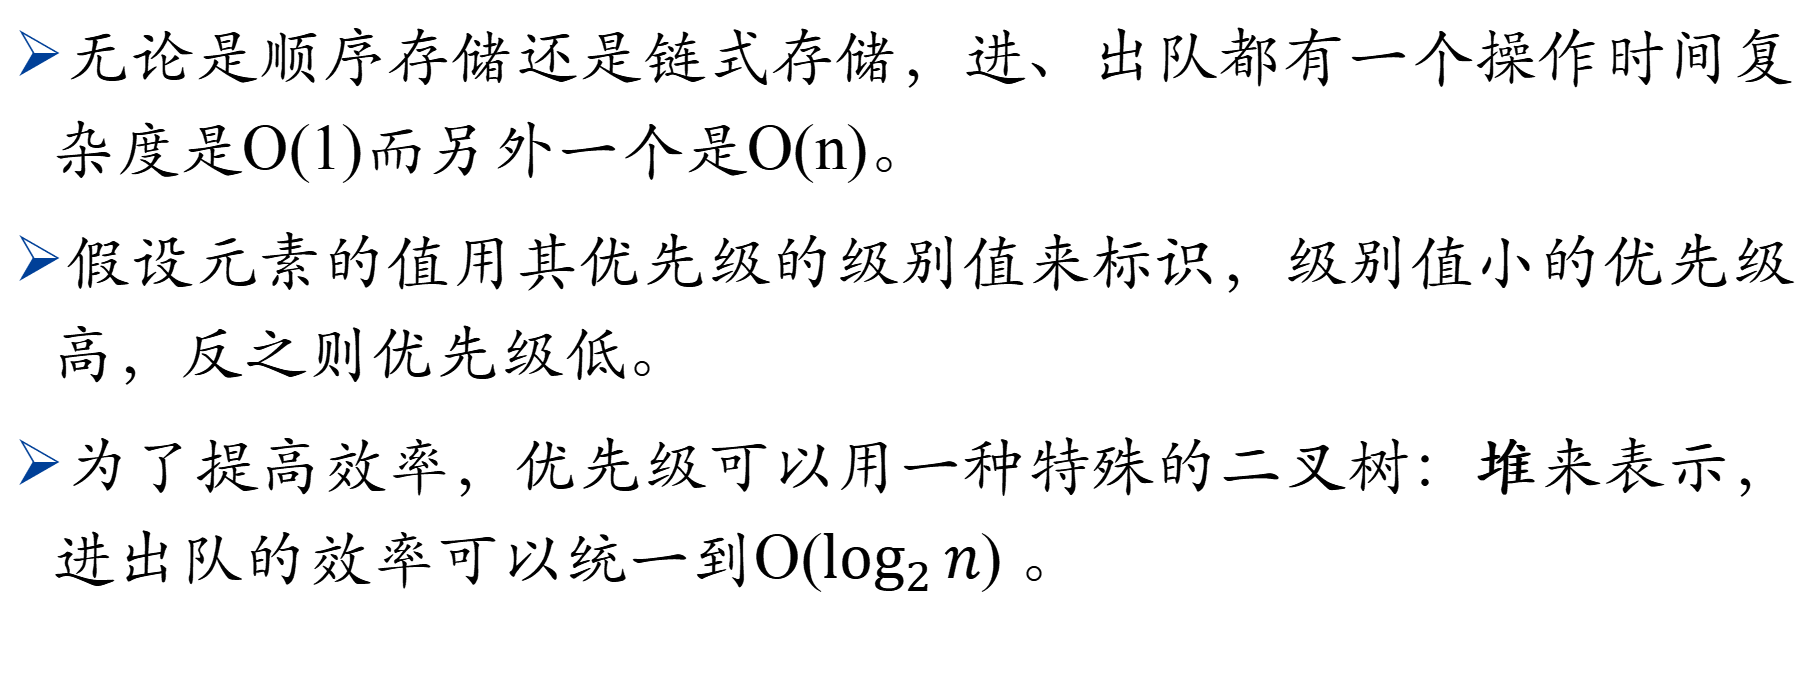 ➢无论是顺序存储还是链式存储，进、出队都有一个操作时间复
杂度是O(1)而另外一个是O(n)。
➢假设元素的值用其优先级的级别值来标识，级别值小的优先级
高，反之则优先级低。
➢为了提高效率，优先级可以用一种特殊的二叉树：堆来表示，
进出队的效率可以统一到O(log₂ n) 。